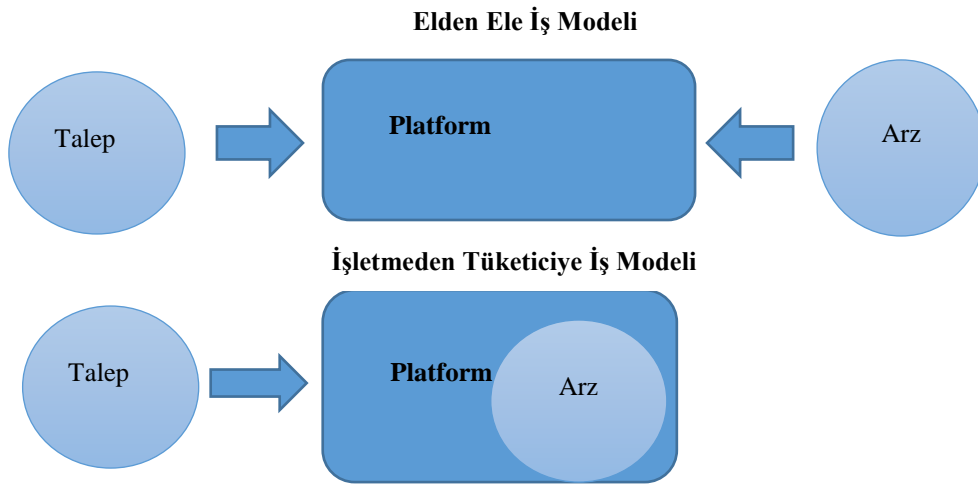 Elden Ele İş Modeli
Talep
Platform
Arz
İşletmeden Tüketiciye İş Modeli
Talep
Platform
Arz